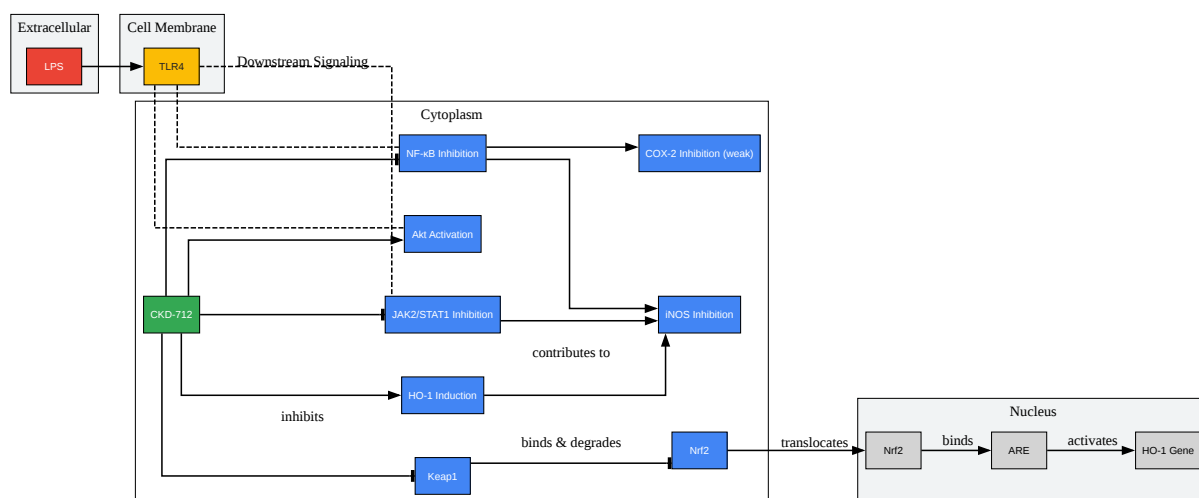 Extracellular
Cell Membrane
LPS
TLR4
Downstream Signaling
Cytoplasm
NF-κB Inhibition
COX-2 Inhibition (weak)
Akt Activation
CKD-712
JAK2/STAT1 Inhibition
iNOS Inhibition
contributes to
HO-1 Induction
inhibits
binds & degrades
Keap1
Nrf2
translocates
Nucleus
Nrf2
binds
ARE
activates
HO-1 Gene